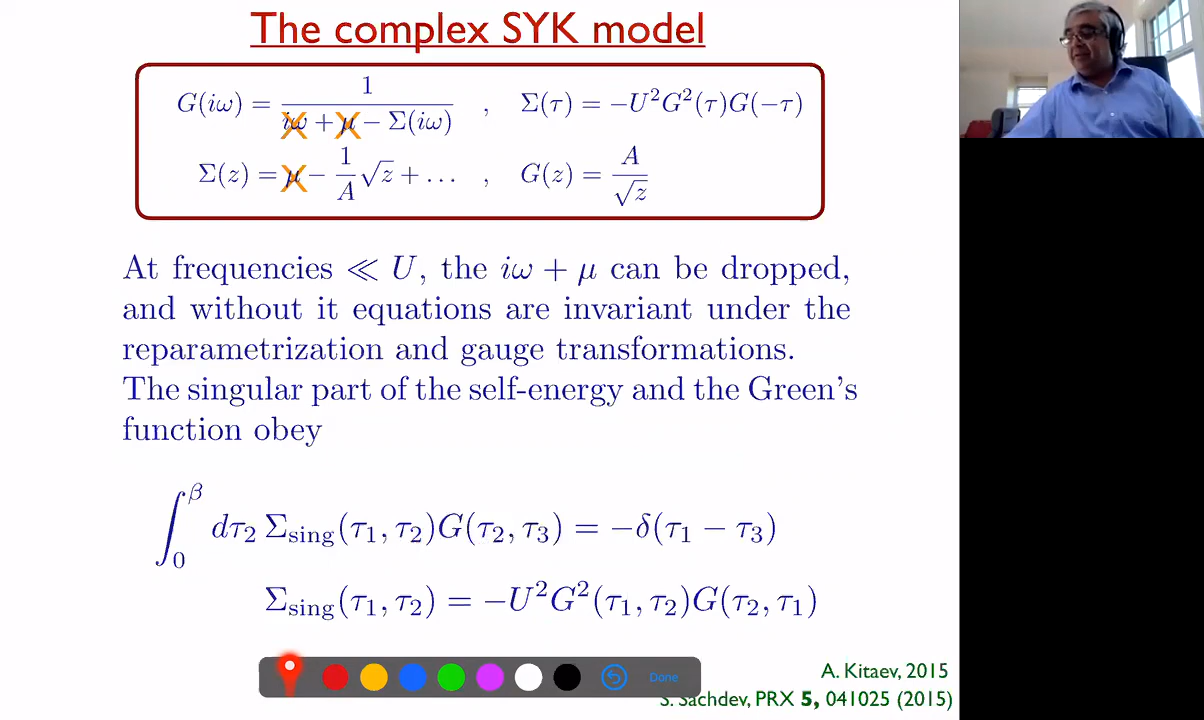 The complex SYK model
G(iω) = 1/(iω + μ − Σ(iω)) , Σ(τ) = −U²G²(τ)G(−τ)
Σ(z) = μ − (1/A)√z + … , G(z) = A/√z
At frequencies ≪ U, the iω + μ can be dropped,
and without it equations are invariant under the
reparametrization and gauge transformations.
The singular part of the self-energy and the Green's
function obey
∫₀^β dτ₂ Σ_sing(τ₁, τ₂)G(τ₂, τ₃) = −δ(τ₁ − τ₃)
Σ_sing(τ₁, τ₂) = −U²G²(τ₁, τ₂)G(τ₂, τ₁)
Done
A. Kitaev, 2015
S. Sachdev, PRX 5, 041025 (2015)